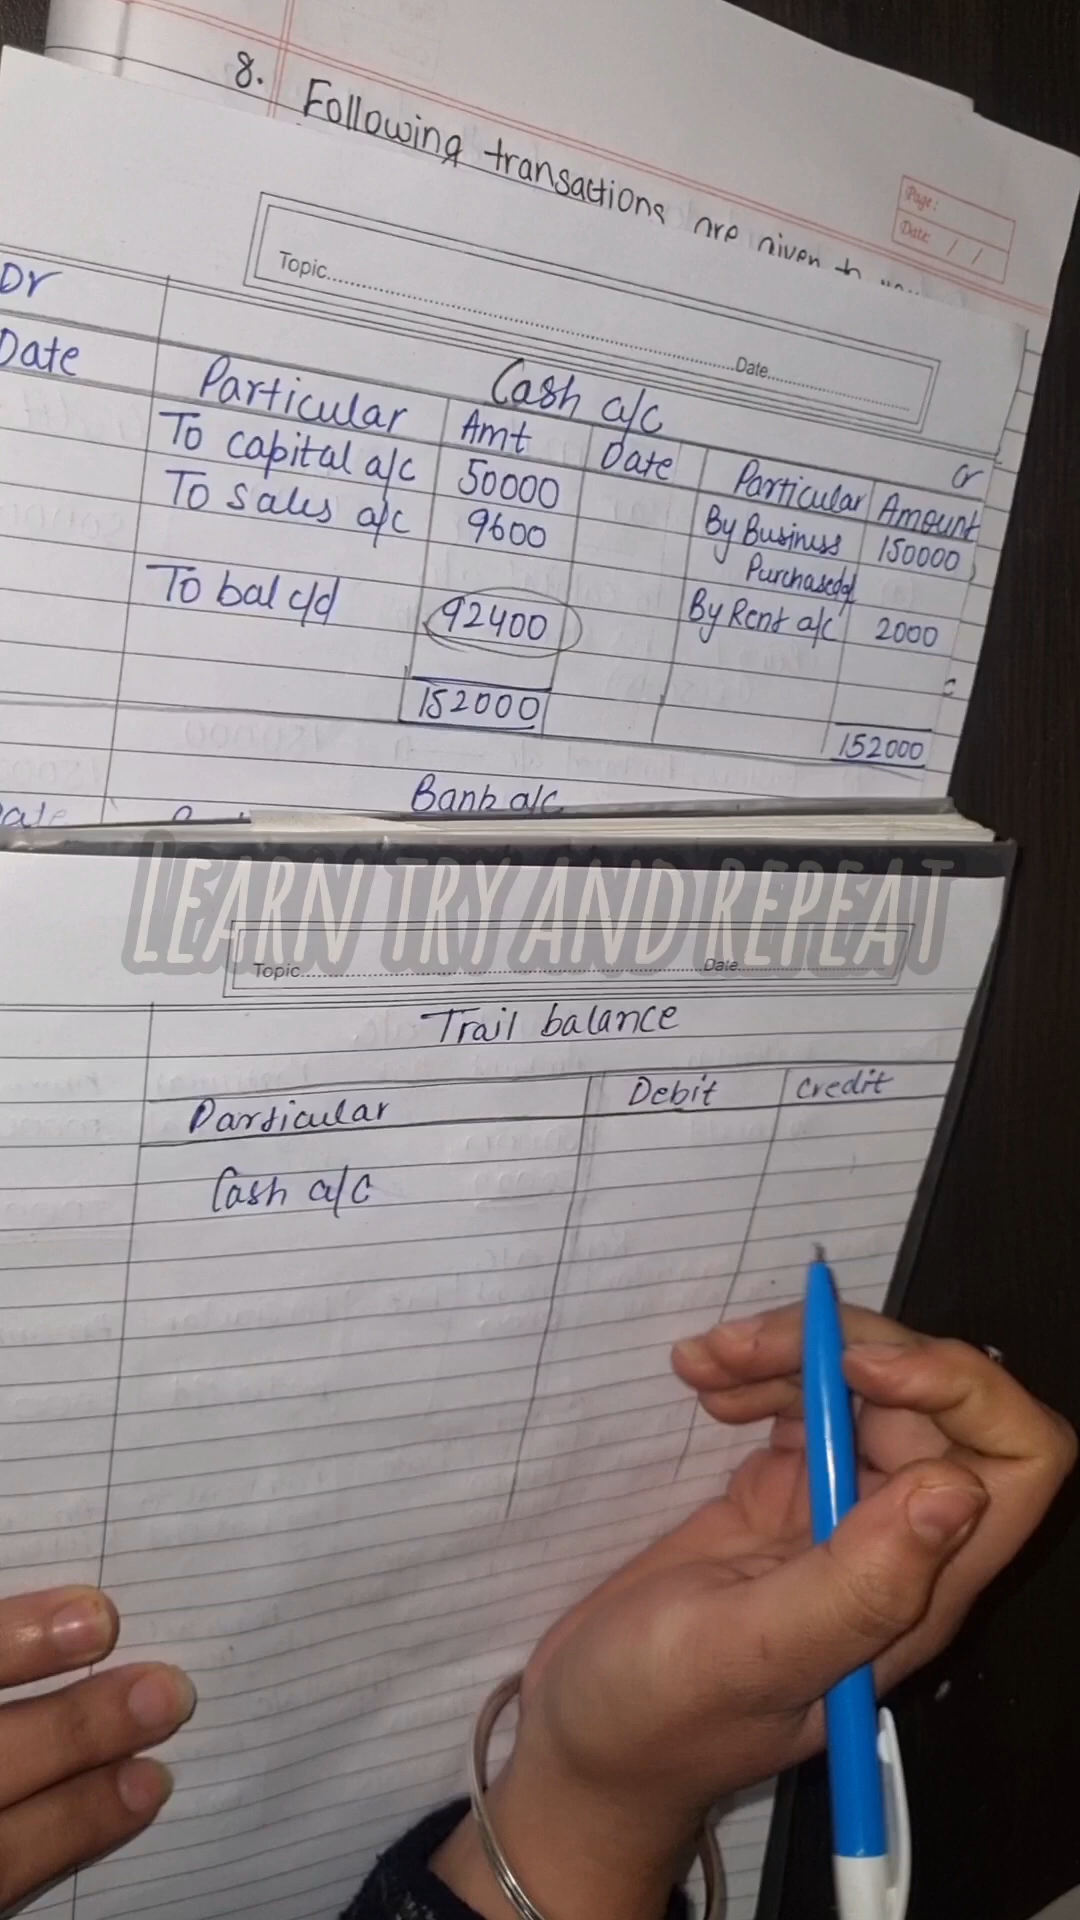 8. Following transactions are given to
Page:
Date: / /
Topic.....Date.....
Dr Cash a/c Cr
Date Particular Amt Date Particular Amount
To capital a/c 50000 By Business 150000
Purchased a/c
To Sales a/c 9600 By Rent a/c 2000
To bal c/d 92400
152000 152000
Bank a/c
LEARN TRY AND REPEAT
Topic.....Date.....
Trail balance
Particular Debit Credit
Cash a/c